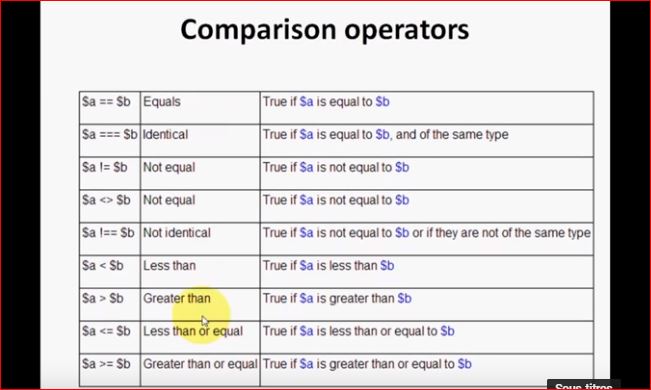 Comparison operators
$a == $b Equals True if $a is equal to $b
$a === $b Identical True if $a is equal to $b, and of the same type
$a != $b Not equal True if $a is not equal to $b
$a <> $b Not equal True if $a is not equal to $b
$a !== $b Not identical True if $a is not equal to $b or if they are not of the same type
$a < $b Less than True if $a is less than $b
$a > $b Greater than True if $a is greater than $b
$a <= $b Less than or equal True if $a is less than or equal to $b
$a >= $b Greater than or equal True if $a is greater than or equal to $b
Sous titres